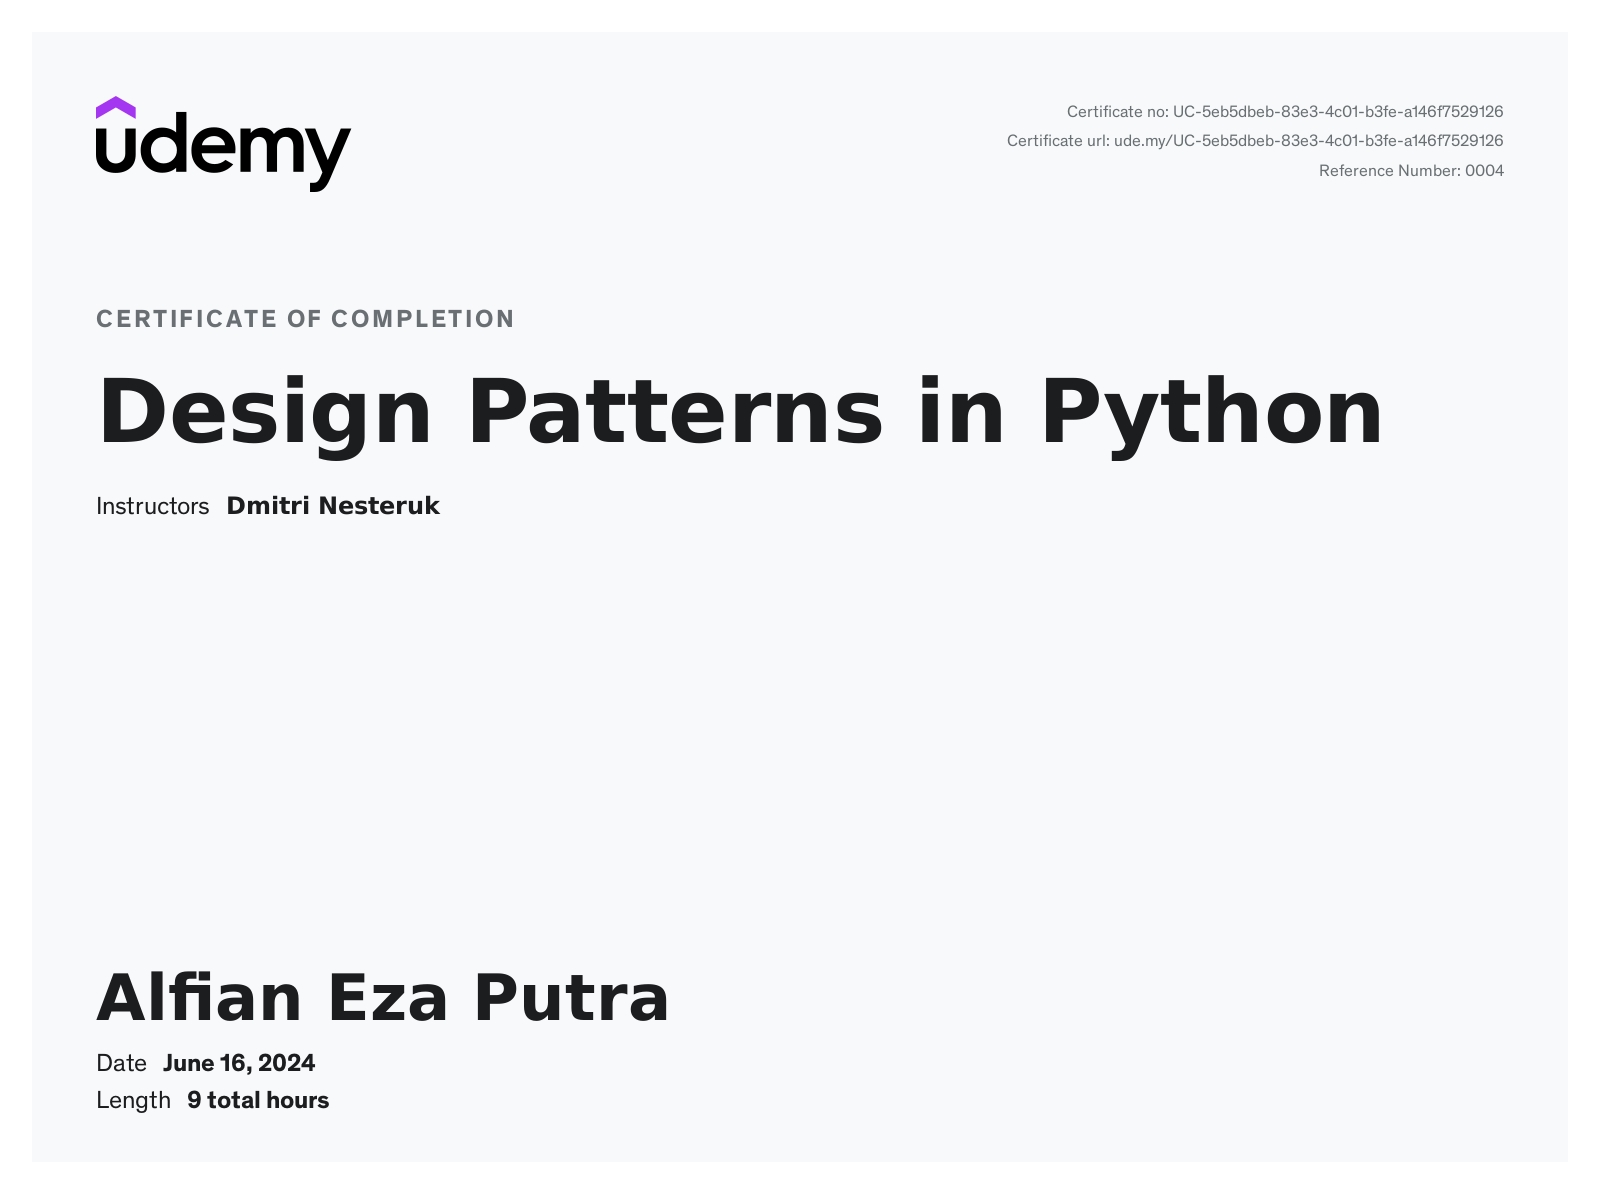 udemy
Certificate no: UC-5eb5dbeb-83e3-4c01-b3fe-a146f7529126
Certificate url: ude.my/UC-5eb5dbeb-83e3-4c01-b3fe-a146f7529126
Reference Number: 0004
CERTIFICATE OF COMPLETION
Design Patterns in Python
Instructors Dmitri Nesteruk
Alfian Eza Putra
Date June 16, 2024
Length 9 total hours